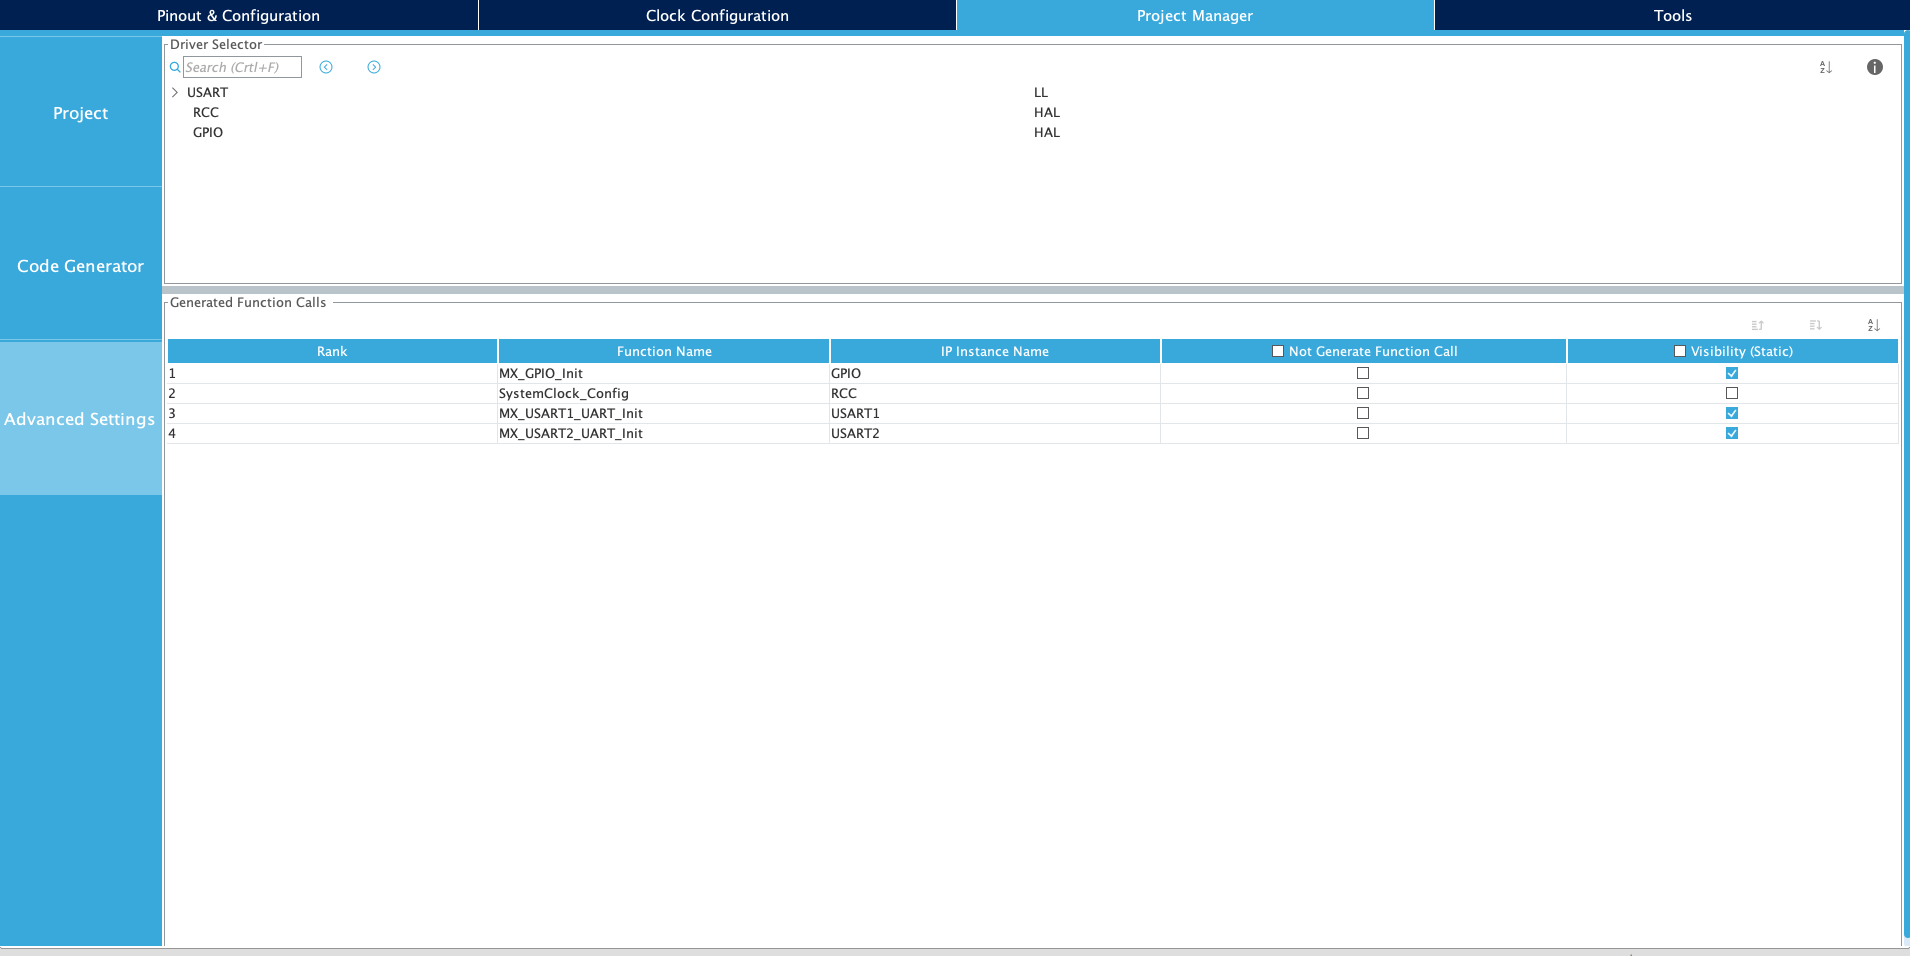 Pinout & Configuration Clock Configuration Project Manager Tools
Project
Code Generator
Advanced Settings
Driver Selector
Search (Crtl+F)
USART LL
RCC HAL
GPIO HAL
Generated Function Calls
Rank Function Name IP Instance Name Not Generate Function Call Visibility (Static)
1 MX_GPIO_Init GPIO
2 SystemClock_Config RCC
3 MX_USART1_UART_Init USART1
4 MX_USART2_UART_Init USART2